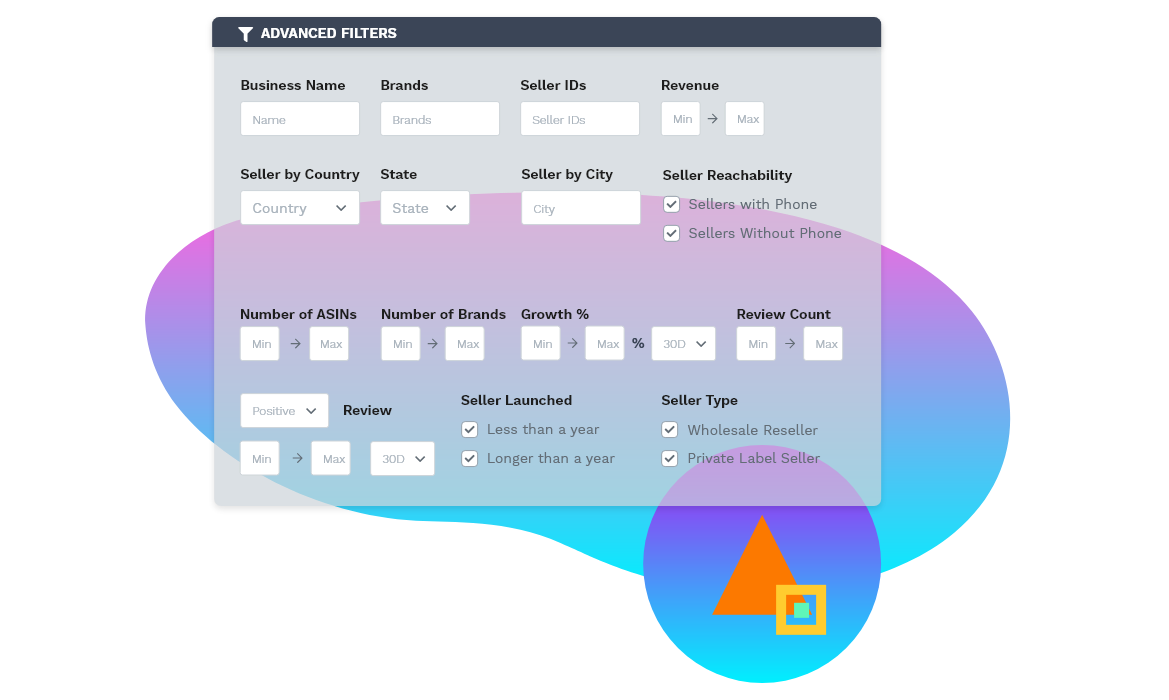 ADVANCED FILTERS
Business Name Brands Seller IDs Revenue
Name Brands Seller IDs Min → Max
Seller by Country State Seller by City Seller Reachability
Country State City Sellers with Phone
Sellers Without Phone
Number of ASINs Number of Brands Growth % Review Count
Min → Max Min → Max Min → Max % 30D Min → Max
Positive Review Seller Launched Seller Type
Less than a year Wholesale Reseller
Min → Max 30D Longer than a year Private Label Seller